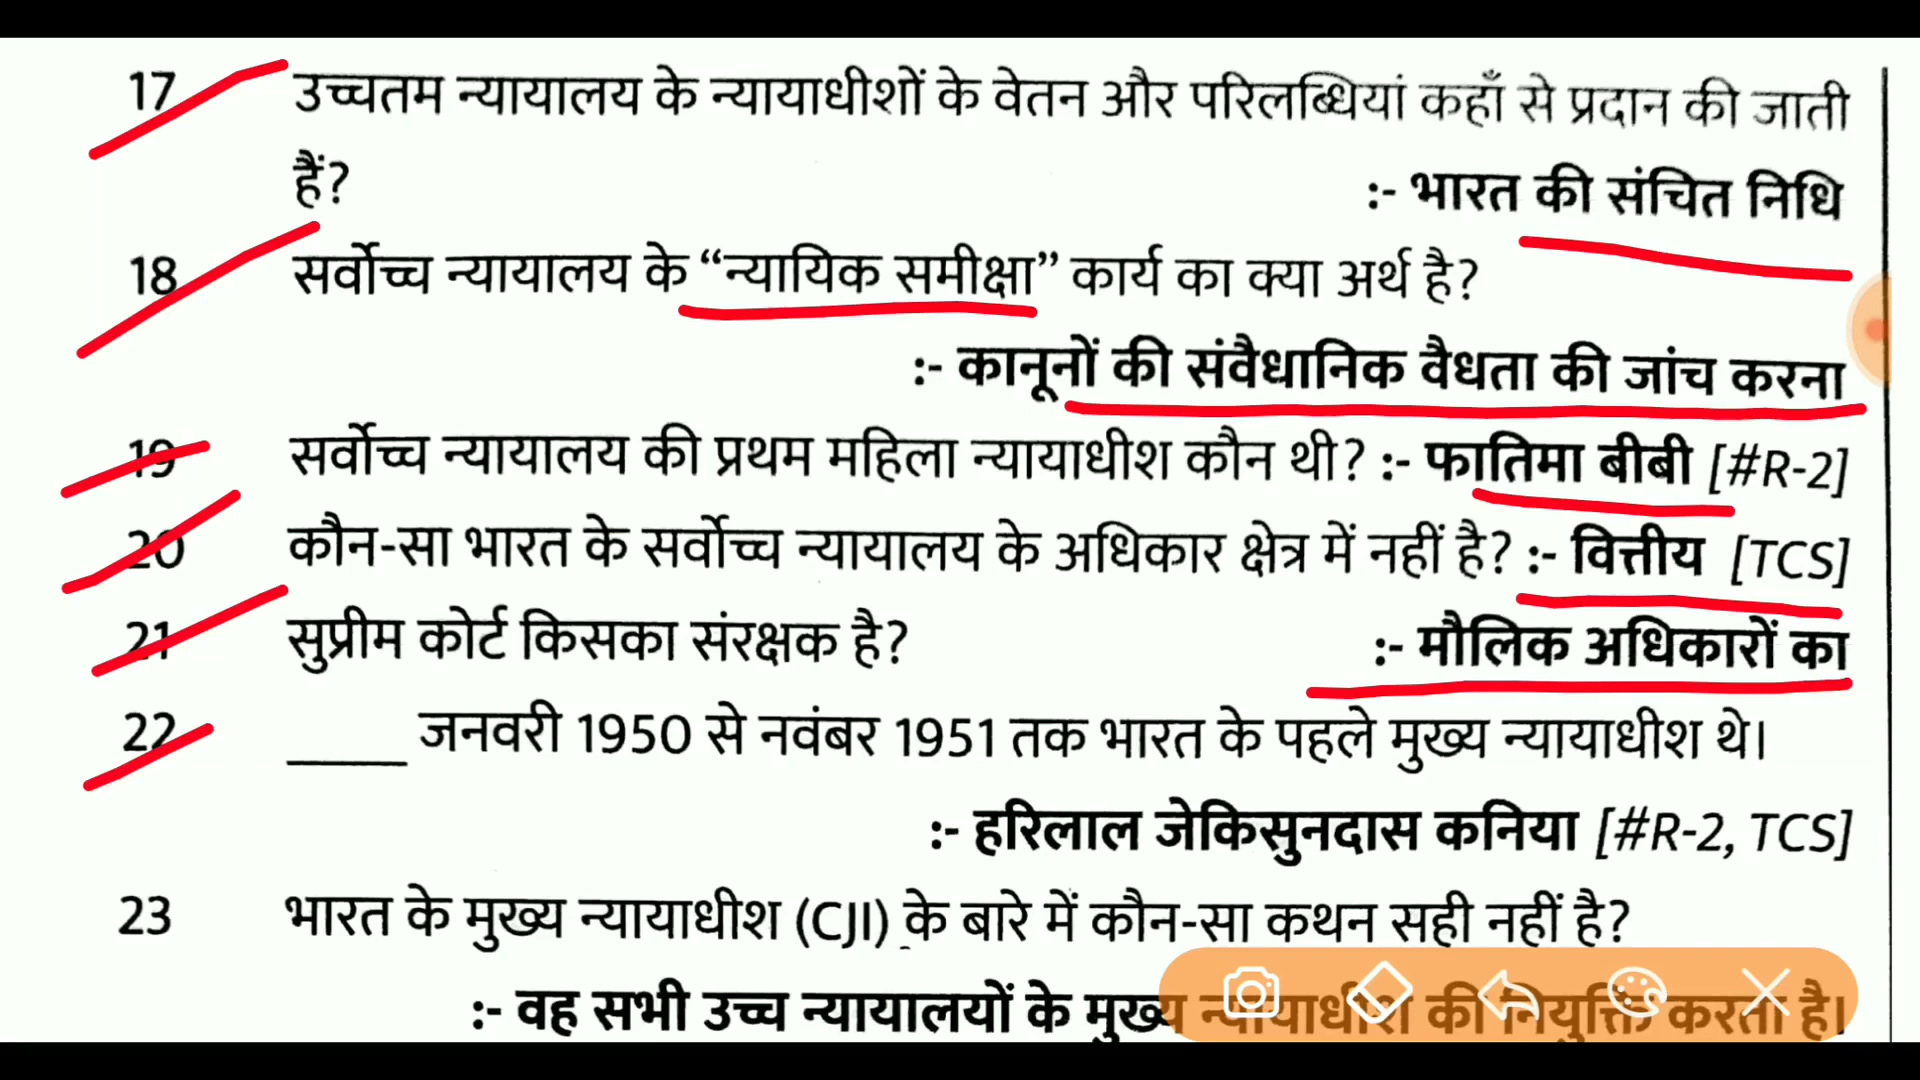 17 उच्चतम न्यायालय के न्यायाधीशों के वेतन और परिलब्धियां कहाँ से प्रदान की जाती
हैं? :- भारत की संचित निधि
18 सर्वोच्च न्यायालय के “न्यायिक समीक्षा” कार्य का क्या अर्थ है?
:- कानूनों की संवैधानिक वैधता की जांच करना
19 सर्वोच्च न्यायालय की प्रथम महिला न्यायाधीश कौन थी? :- फातिमा बीबी [#R-2]
20 कौन-सा भारत के सर्वोच्च न्यायालय के अधिकार क्षेत्र में नहीं है? :- वित्तीय [TCS]
21 सुप्रीम कोर्ट किसका संरक्षक है? :- मौलिक अधिकारों का
22 ____ जनवरी 1950 से नवंबर 1951 तक भारत के पहले मुख्य न्यायाधीश थे।
:- हरिलाल जेकिसुनदास कनिया [#R-2, TCS]
23 भारत के मुख्य न्यायाधीश (CJI) के बारे में कौन-सा कथन सही नहीं है?
:- वह सभी उच्च न्यायालयों के मुख्य न्यायाधीश की नियुक्ति करता है।